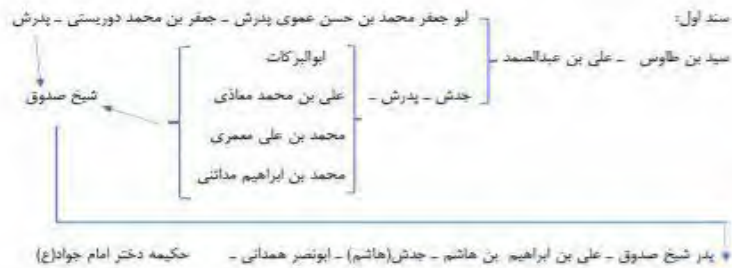 سند اول:
ابو جعفر محمد بن حسن عموی پدرش ـ جعفر بن محمد دوریستی ـ پدرش
سید بن طاوس ـ علی بن عبدالصمد ـ
ابوالبرکات
جدش ـ پدرش ـ
علی بن محمد معاذی
شیخ صدوق
محمد بن علی معمری
محمد بن ابراهیم مدائنی
پدر شیخ صدوق ـ علی بن ابراهیم بن هاشم ـ جدش(هاشم) ـ ابونصر همدانی ـ حکیمه دختر امام جواد(ع)